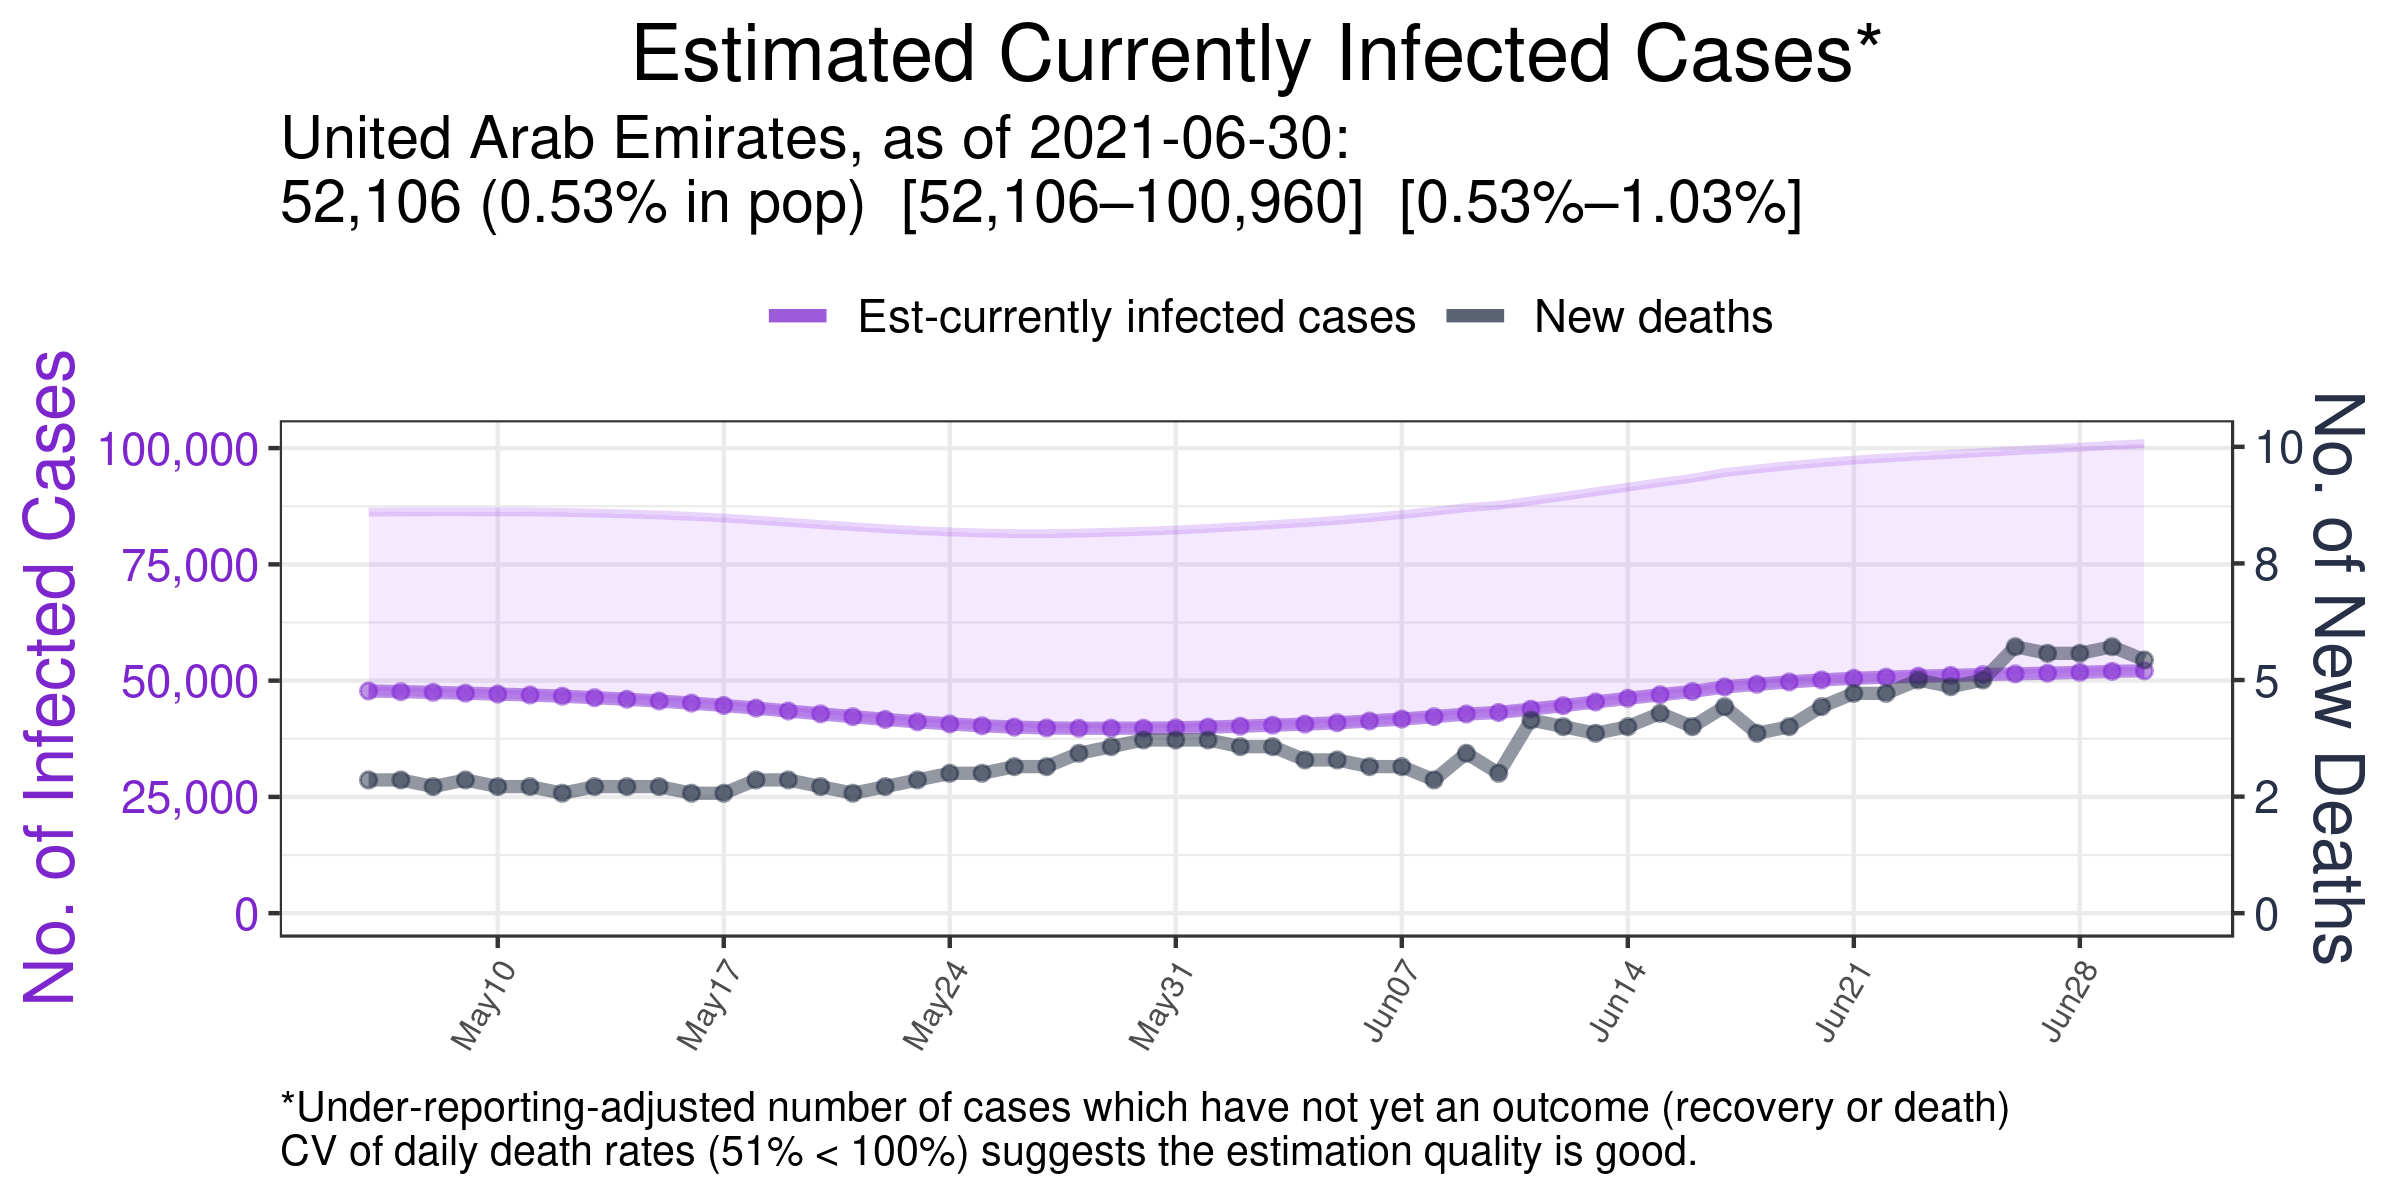 Estimated Currently Infected Cases*
United Arab Emirates, as of 2021-06-30:
52,106 (0.53% in pop)  [52,106–100,960]  [0.53%–1.03%]
Est-currently infected cases
New deaths
No. of Infected Cases
100,000
75,000
50,000
25,000
0
10
8
5
2
0
No. of New Deaths
May10
May17
May24
May31
Jun07
Jun14
Jun21
Jun28
*Under-reporting-adjusted number of cases which have not yet an outcome (recovery or death)
CV of daily death rates (51% < 100%) suggests the estimation quality is good.